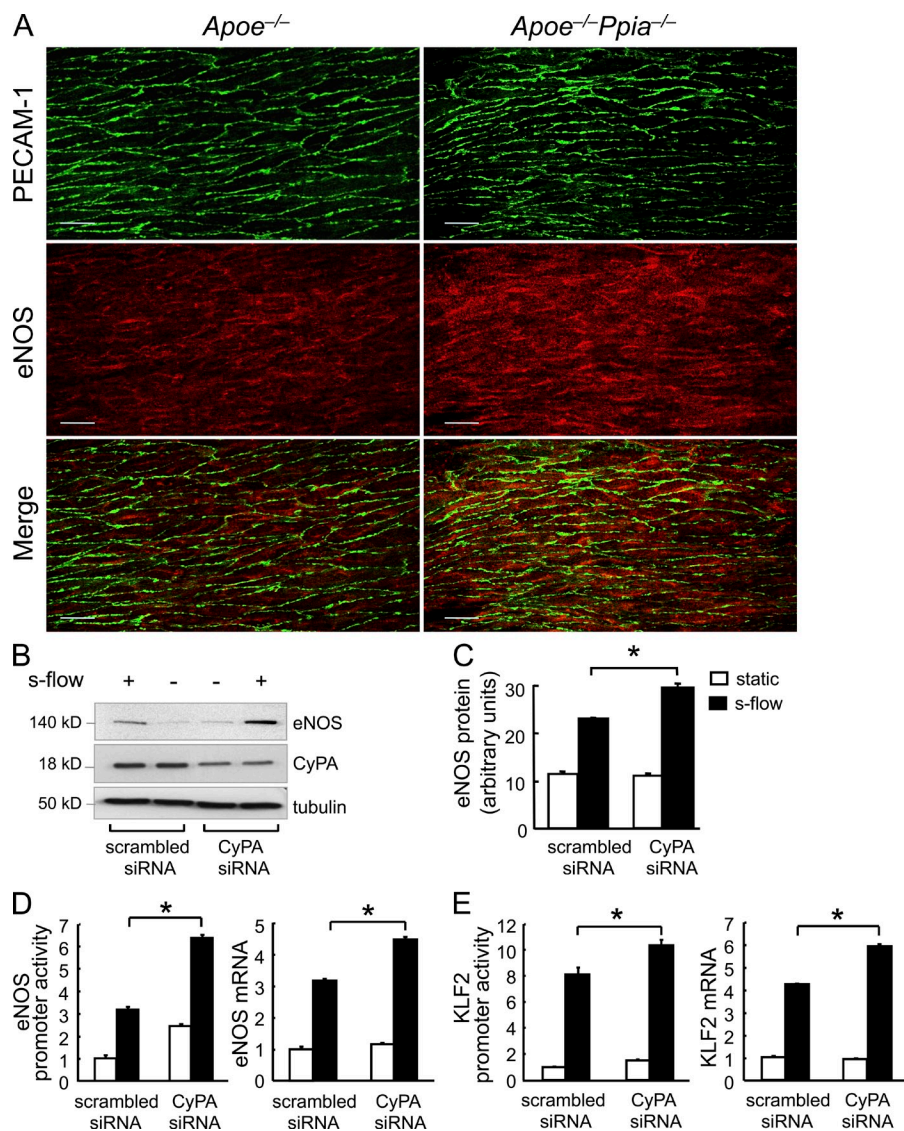 A
Apoe–/–
Apoe–/–Ppia–/–
PECAM-1
eNOS
Merge
B
s-flow + - - +
140 kD eNOS
18 kD CyPA
50 kD tubulin
scrambled siRNA
CyPA siRNA
C
eNOS protein
(arbitrary units)
30
20
10
0
*
static
s-flow
scrambled
siRNA
CyPA
siRNA
D
eNOS
promoter activity
7
6
5
4
3
2
1
0
*
scrambled
siRNA
CyPA
siRNA
eNOS mRNA
5
4
3
2
1
0
*
scrambled
siRNA
CyPA
siRNA
E
KLF2
promoter activity
12
10
8
6
4
2
0
*
scrambled
siRNA
CyPA
siRNA
KLF2 mRNA
7
6
5
4
3
2
1
0
*
scrambled
siRNA
CyPA
siRNA